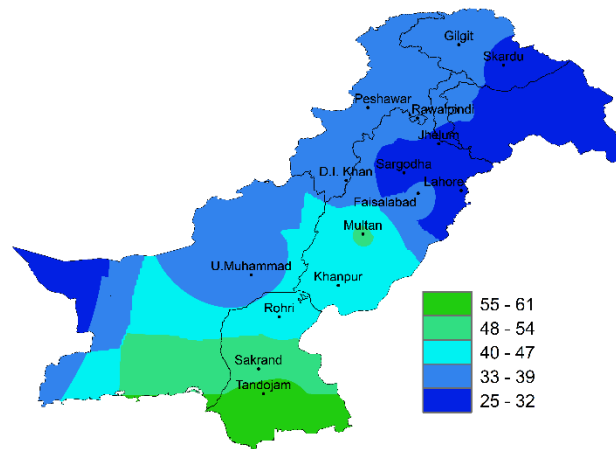 Gilgit
Skardu
Peshawar
Rawalpindi
Jhelum
Sargodha
D.I. Khan
Lahore
Faisalabad
Multan
U.Muhammad
Khanpur
Rohri
Sakrand
Tandojam
55 - 61
48 - 54
40 - 47
33 - 39
25 - 32